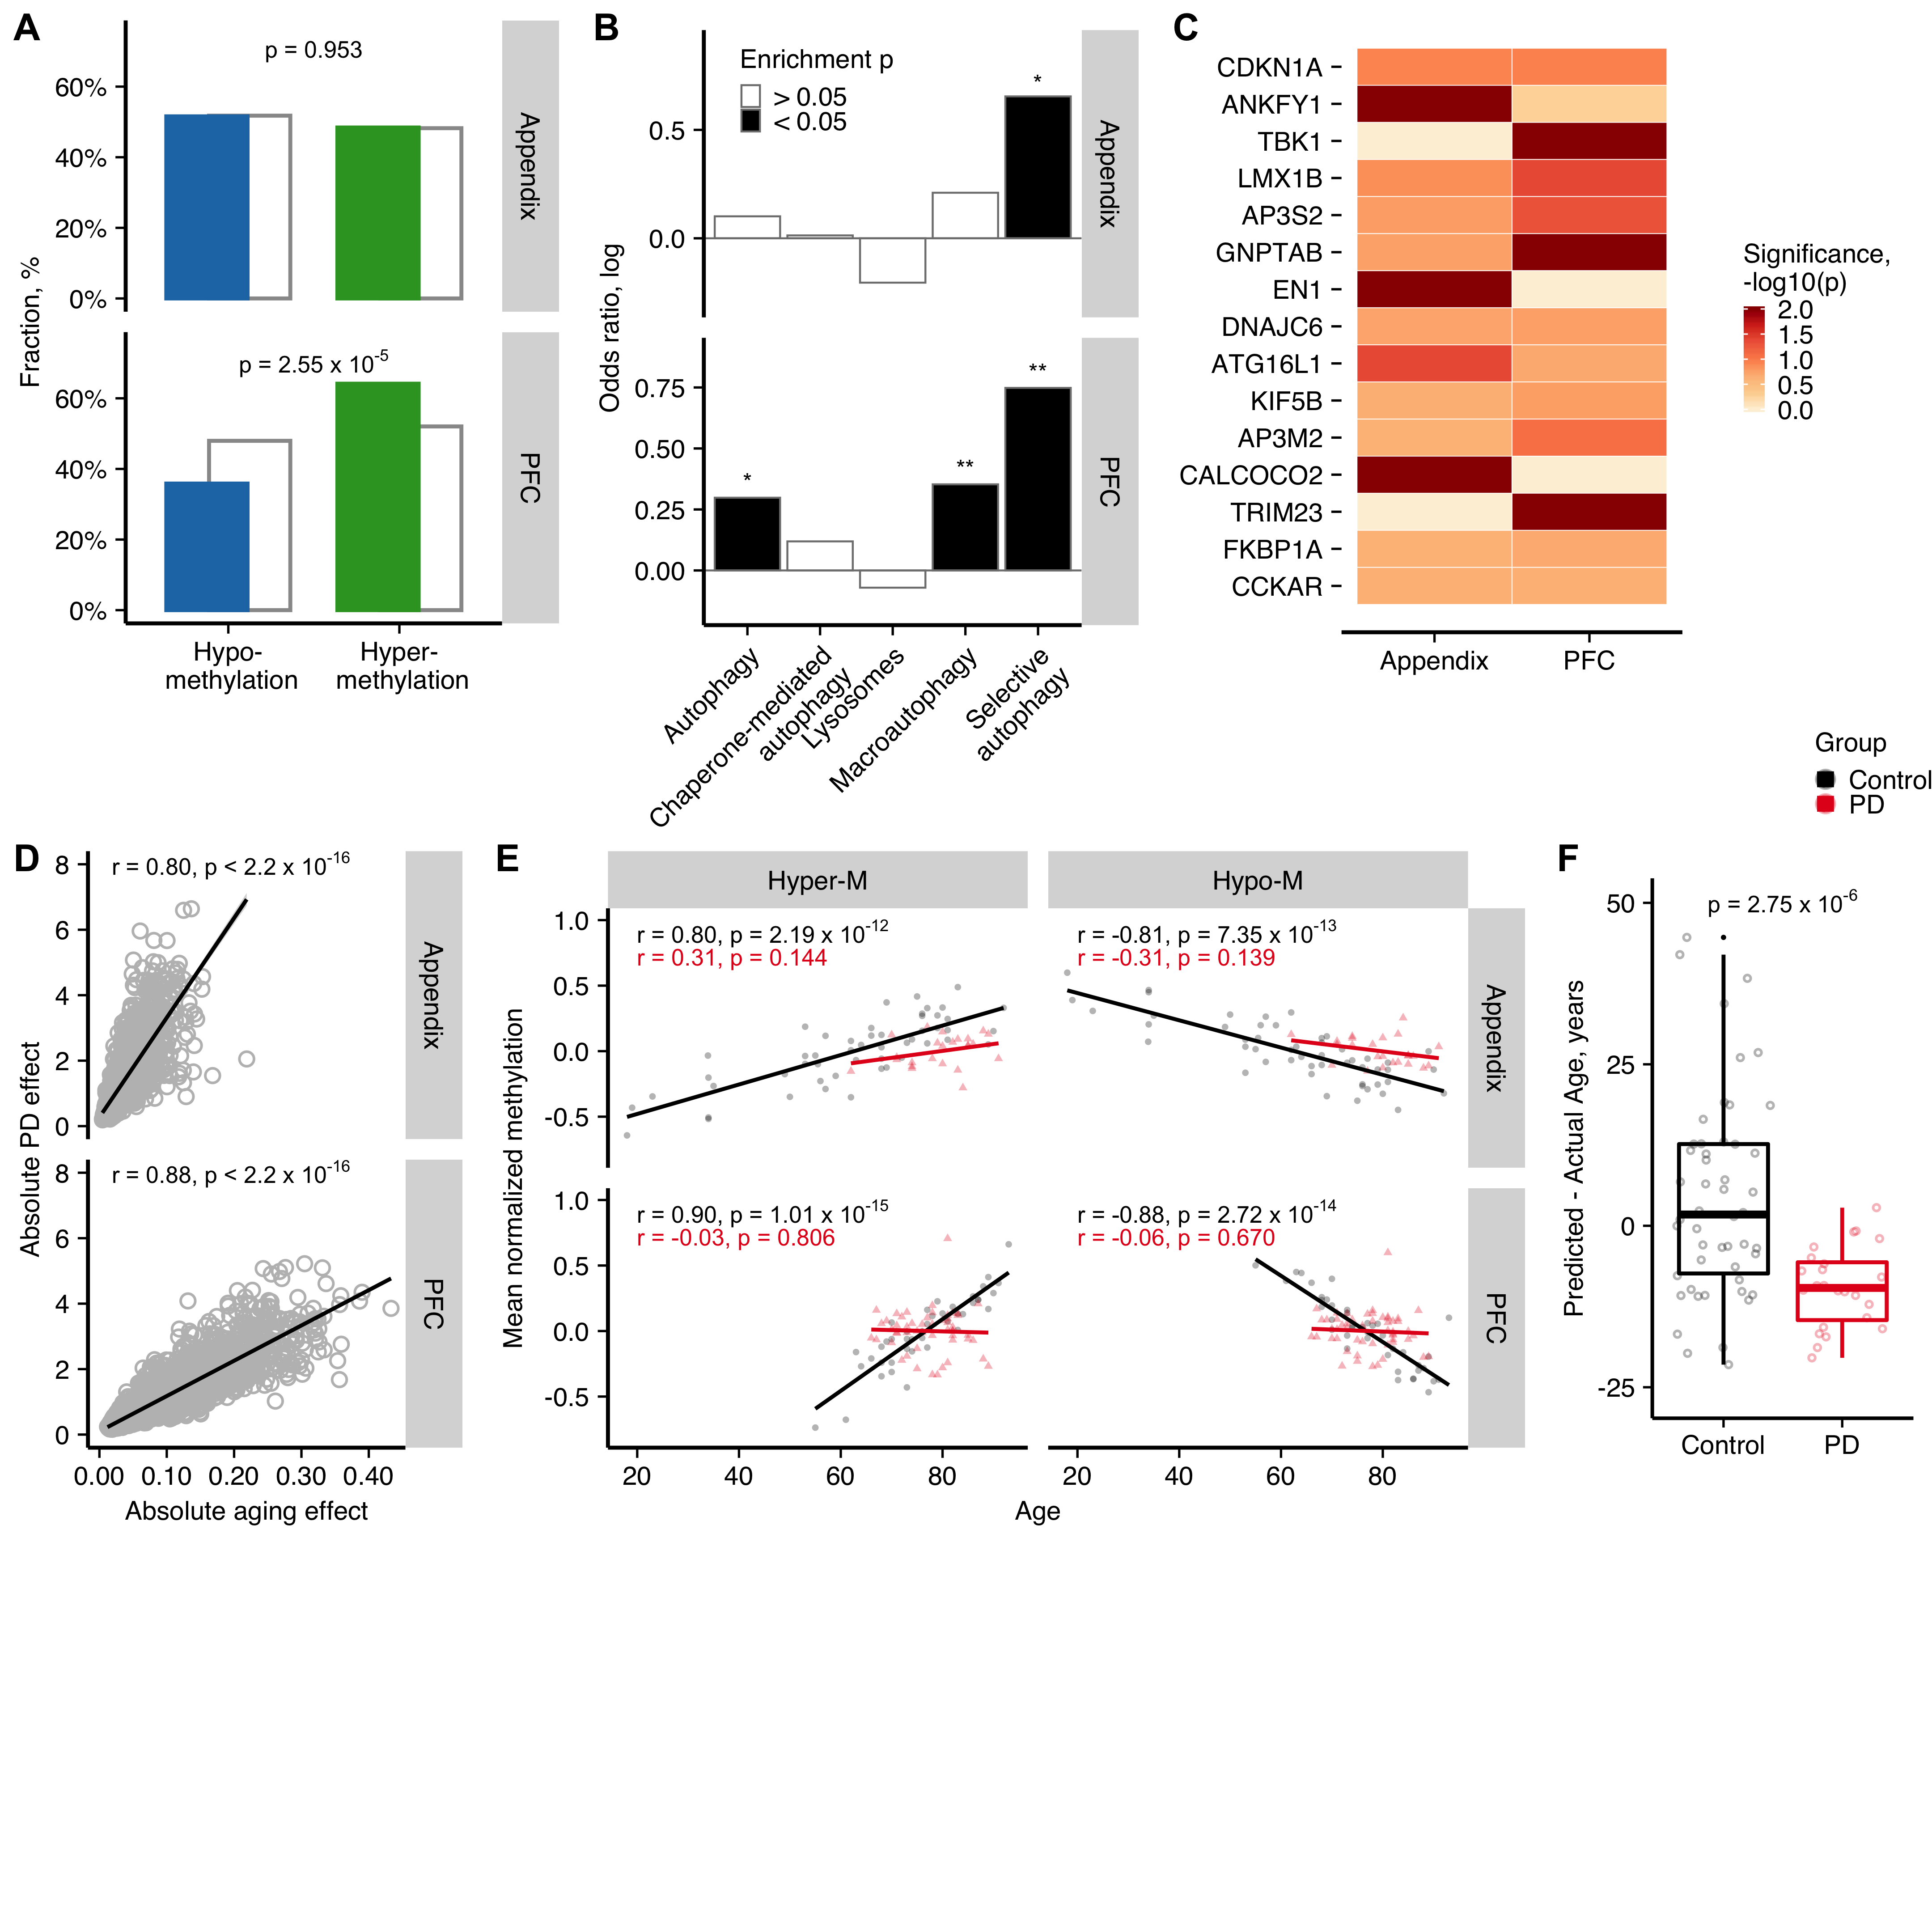 A
p = 0.953
60%
40%
20%
0%
Appendix
p = 2.55 x 10-5
60%
40%
20%
0%
PFC
Fraction, %
Hypo-
methylation
Hyper-
methylation
B
Enrichment p
> 0.05
< 0.05
*
0.5
0.0
Appendix
Odds ratio, log
0.75
0.50
0.25
0.00
*
**
**
PFC
Autophagy
Chaperone-mediated
autophagy
Lysosomes
Macroautophagy
Selective
autophagy
C
CDKN1A
ANKFY1
TBK1
LMX1B
AP3S2
GNPTAB
EN1
DNAJC6
ATG16L1
KIF5B
AP3M2
CALCOCO2
TRIM23
FKBP1A
CCKAR
Appendix
PFC
Significance,
-log10(p)
2.0
1.5
1.0
0.5
0.0
Group
Control
PD
D
r = 0.80, p < 2.2 x 10-16
8
6
4
2
0
Appendix
Absolute PD effect
r = 0.88, p < 2.2 x 10-16
8
6
4
2
0
PFC
0.00 0.10 0.20 0.30 0.40
Absolute aging effect
E
Hyper-M
Hypo-M
1.0
0.5
0.0
-0.5
r = 0.80, p = 2.19 x 10-12
r = 0.31, p = 0.144
r = -0.81, p = 7.35 x 10-13
r = -0.31, p = 0.139
Appendix
Mean normalized methylation
1.0
0.5
0.0
-0.5
r = 0.90, p = 1.01 x 10-15
r = -0.03, p = 0.806
r = -0.88, p = 2.72 x 10-14
r = -0.06, p = 0.670
PFC
20 40 60 80
20 40 60 80
Age
F
p = 2.75 x 10-6
50
25
0
-25
Predicted - Actual Age, years
Control
PD